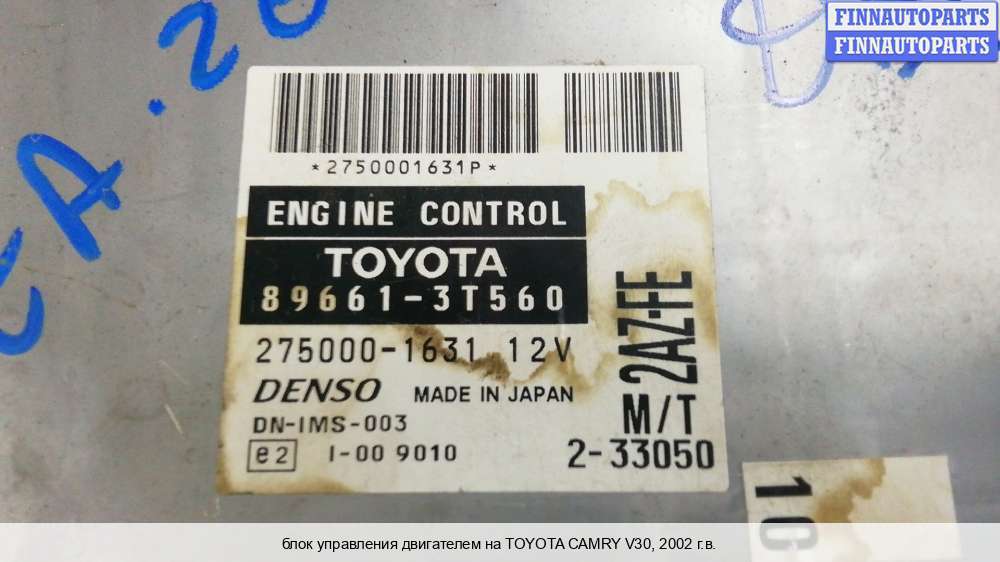 FINNAUTOPARTS
FINNAUTOPARTS
*2750001631P*
ENGINE CONTROL
TOYOTA
89661-3T560
275000-1631 12V
DENSO MADE IN JAPAN
DN-IMS-003
e2 I-00 9010
2AZ-FE
M/T
2-33050
10
блок управления двигателем на TOYOTA CAMRY V30, 2002 г.в.